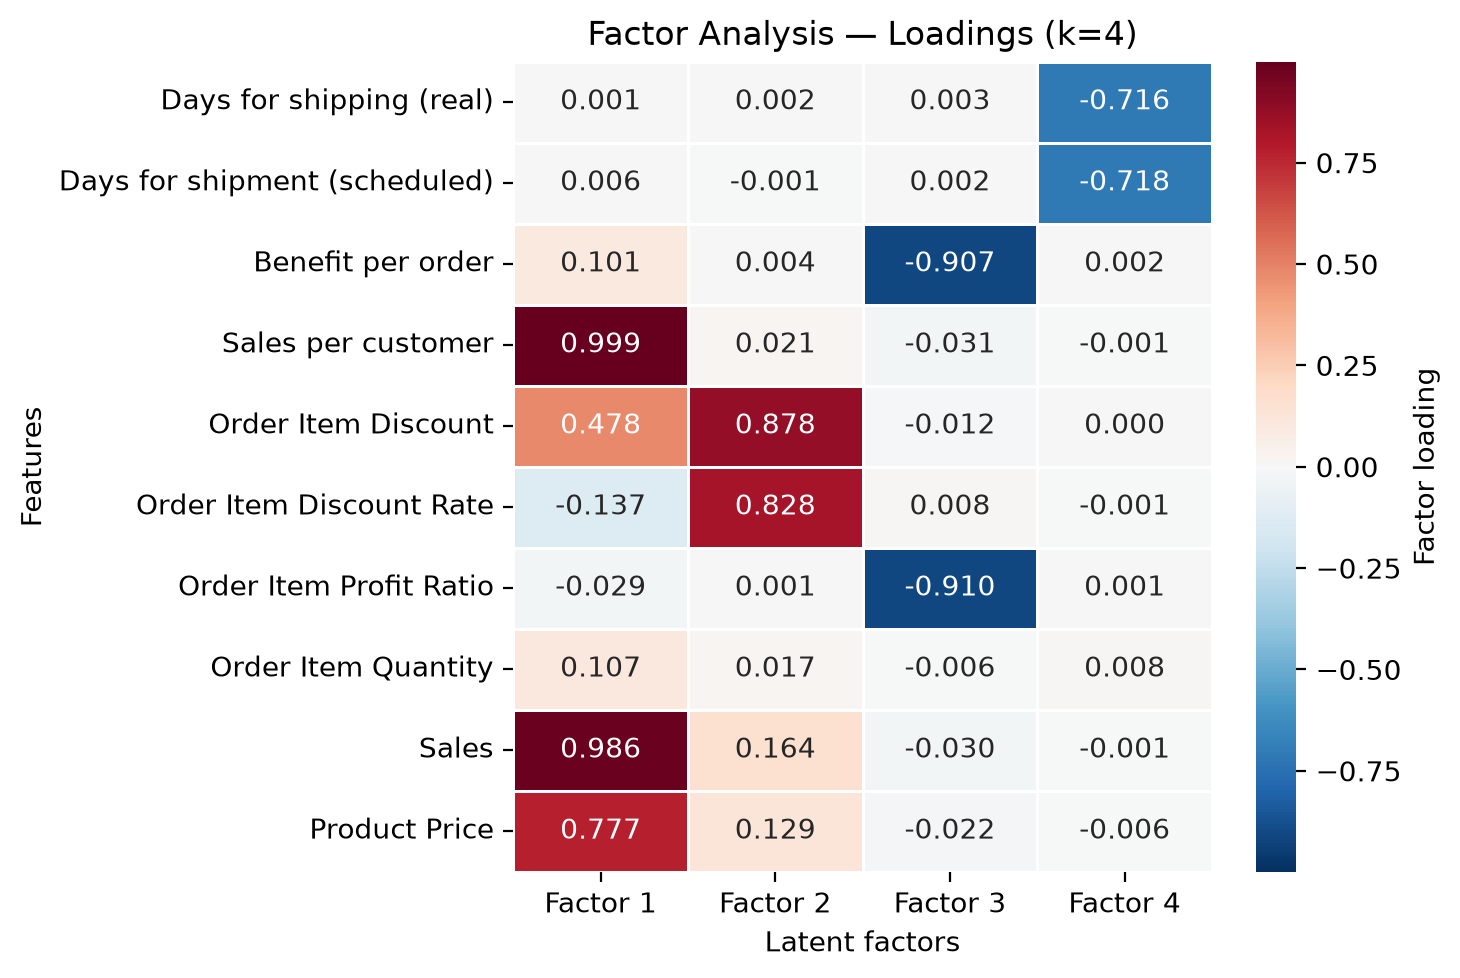 Factor Analysis — Loadings (k=4)
Features
Days for shipping (real) 0.001 0.002 0.003 -0.716
Days for shipment (scheduled) 0.006 -0.001 0.002 -0.718
Benefit per order 0.101 0.004 -0.907 0.002
Sales per customer 0.999 0.021 -0.031 -0.001
Order Item Discount 0.478 0.878 -0.012 0.000
Order Item Discount Rate -0.137 0.828 0.008 -0.001
Order Item Profit Ratio -0.029 0.001 -0.910 0.001
Order Item Quantity 0.107 0.017 -0.006 0.008
Sales 0.986 0.164 -0.030 -0.001
Product Price 0.777 0.129 -0.022 -0.006
Factor 1 Factor 2 Factor 3 Factor 4
Latent factors
0.75
0.50
0.25
0.00
−0.25
−0.50
−0.75
Factor loading